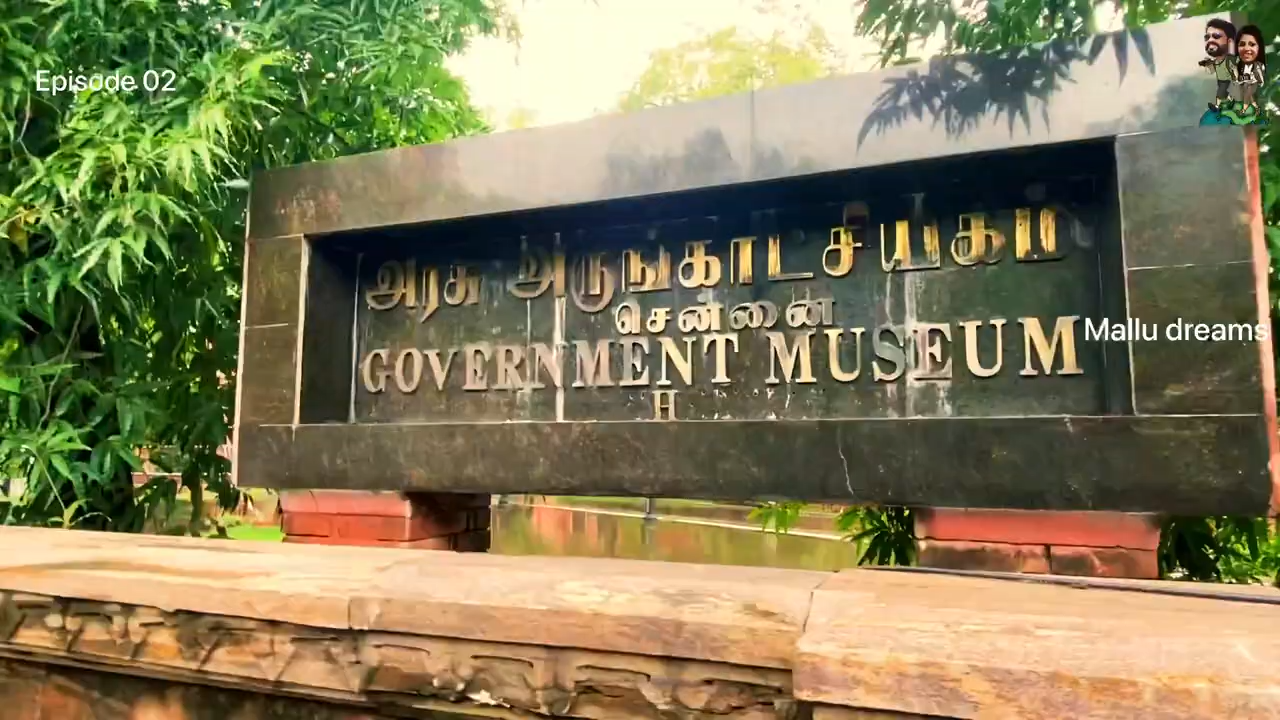 Episode 02
அரசு அருங்காட்சியகம்
சென்னை
GOVERNMENT MUSEUM
Mallu dreams
H